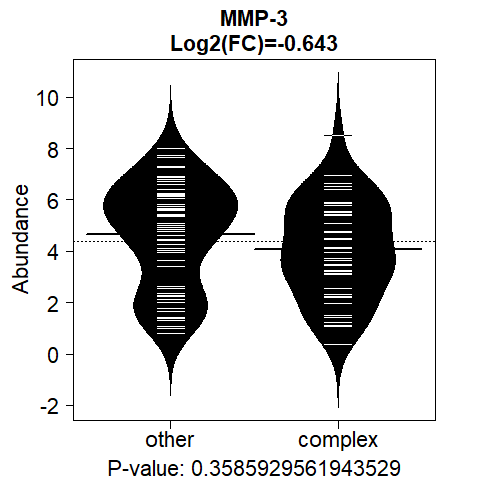 MMP-3
Log2(FC)=-0.643
Abundance
10
8
6
4
2
0
-2
other complex
P-value: 0.3585929561943529